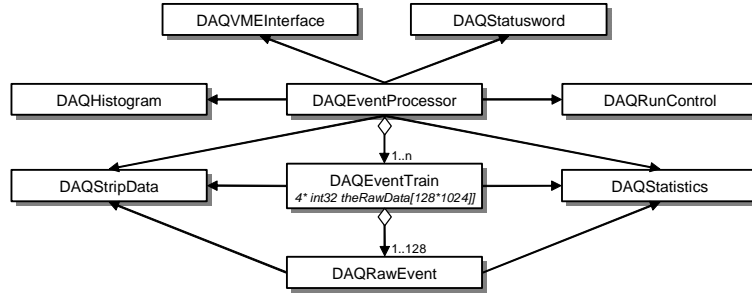 DAQVMEInterface
DAQStatusword
DAQHistogram
DAQEventProcessor
DAQRunControl
1..n
DAQStripData
DAQEventTrain
4* int32 theRawData[128*1024]]
DAQStatistics
1..128
DAQRawEvent